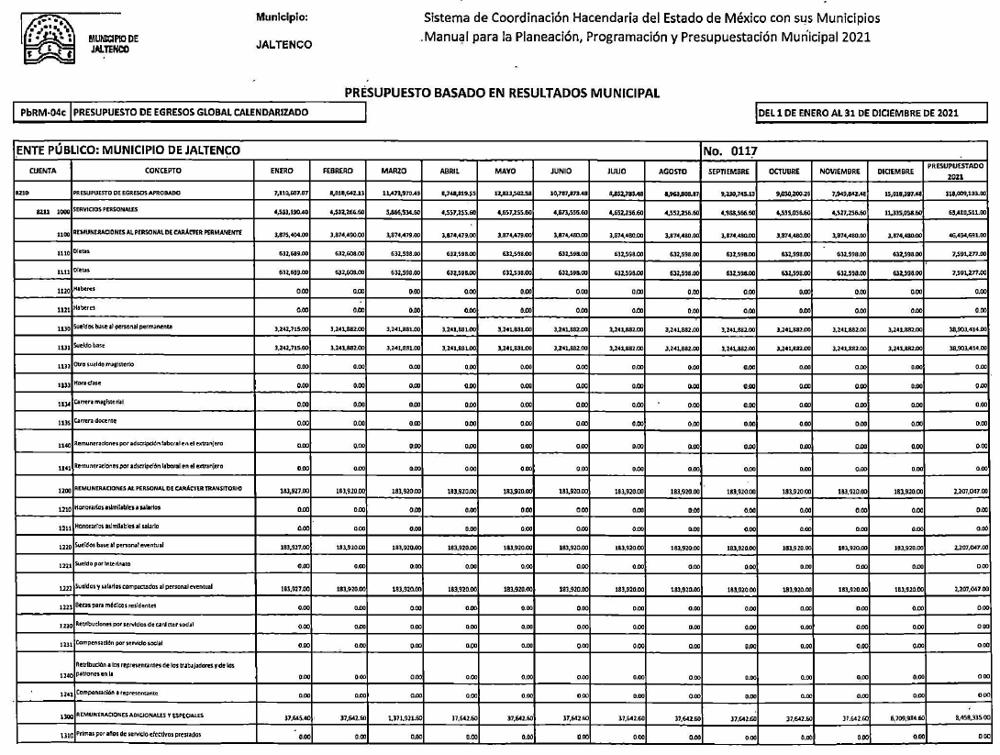 Municipio: Sistema de Coordinación Hacendaria del Estado de México con sus Municipios
MUNICIPIO DE JALTENCO JALTENCO .Manual para la Planeación, Programación y Presupuestación Municipal 2021
PRESUPUESTO BASADO EN RESULTADOS MUNICIPAL
PbRM-04c PRESUPUESTO DE EGRESOS GLOBAL CALENDARIZADO DEL 1 DE ENERO AL 31 DE DICIEMBRE DE 2021
ENTE PÚBLICO: MUNICIPIO DE JALTENCO No. 0117
CUENTA CONCEPTO ENERO FEBRERO MARZO ABRIL MAYO JUNIO JULIO AGOSTO SEPTIEMBRE OCTUBRE NOVIEMBRE DICIEMBRE PRESUPUESTADO 2021
8210 PRESUPUESTO DE EGRESOS APROBADO 7,110,607.07 8,018,642.13 11,473,970.49 8,748,819.55 12,823,502.58 10,787,873.48 8,852,783.48 8,963,808.87 9,230,745.13 9,030,200.26 7,949,842.48 15,018,397.48 118,009,193.00
8211 1000 SERVICIOS PERSONALES 4,533,190.40 4,532,266.60 5,866,534.60 4,557,255.60 4,657,255.60 4,673,595.60 4,652,256.60 4,552,256.60 4,988,566.60 4,535,056.60 4,527,256.60 11,335,058.60 63,410,511.00
1100 REMUNERACIONES AL PERSONAL DE CARÁCTER PERMANENTE 3,875,404.00 3,874,490.00 3,874,479.00 3,874,479.00 3,874,479.00 3,874,480.00 3,874,480.00 3,874,480.00 3,874,480.00 3,874,480.00 3,874,480.00 3,874,480.00 46,494,691.00
1110 Dietas 632,689.00 632,608.00 632,598.00 632,598.00 632,598.00 632,598.00 632,598.00 632,598.00 632,598.00 632,598.00 632,598.00 632,598.00 7,591,277.00
1111 Dietas 632,689.00 632,608.00 632,598.00 632,598.00 632,598.00 632,598.00 632,598.00 632,598.00 632,598.00 632,598.00 632,598.00 632,598.00 7,591,277.00
1120 Haberes 0.00 0.00 0.00 0.00 0.00 0.00 0.00 0.00 0.00 0.00 0.00 0.00 0.00
1121 Haberes 0.00 0.00 0.00 0.00 0.00 0.00 0.00 0.00 0.00 0.00 0.00 0.00 0.00
1130 Sueldos base al personal permanente 3,242,715.00 3,241,882.00 3,241,881.00 3,241,881.00 3,241,881.00 3,241,882.00 3,241,882.00 3,241,882.00 3,241,882.00 3,241,882.00 3,241,882.00 3,241,882.00 38,903,414.00
1131 Sueldo base 3,242,715.00 3,241,882.00 3,241,881.00 3,241,881.00 3,241,881.00 3,241,882.00 3,241,882.00 3,241,882.00 3,241,882.00 3,241,882.00 3,241,882.00 3,241,882.00 38,903,414.00
1132 Otro sueldo magisterio 0.00 0.00 0.00 0.00 0.00 0.00 0.00 0.00 0.00 0.00 0.00 0.00 0.00
1133 Hora clase 0.00 0.00 0.00 0.00 0.00 0.00 0.00 0.00 0.00 0.00 0.00 0.00 0.00
1134 Carrera magisterial 0.00 0.00 0.00 0.00 0.00 0.00 0.00 0.00 0.00 0.00 0.00 0.00 0.00
1135 Carrera docente 0.00 0.00 0.00 0.00 0.00 0.00 0.00 0.00 0.00 0.00 0.00 0.00 0.00
1140 Remuneraciones por adscripción laboral en el extranjero 0.00 0.00 0.00 0.00 0.00 0.00 0.00 0.00 0.00 0.00 0.00 0.00 0.00
1141 Remuneraciones por adscripción laboral en el extranjero 0.00 0.00 0.00 0.00 0.00 0.00 0.00 0.00 0.00 0.00 0.00 0.00 0.00
1200 REMUNERACIONES AL PERSONAL DE CARÁCTER TRANSITORIO 183,927.00 183,920.00 183,920.00 183,920.00 183,920.00 183,920.00 183,920.00 183,920.00 183,920.00 183,920.00 183,920.00 183,920.00 2,207,047.00
1210 Honorarios asimilables a salarios 0.00 0.00 0.00 0.00 0.00 0.00 0.00 0.00 0.00 0.00 0.00 0.00 0.00
1211 Honorarios asimilables al salario 0.00 0.00 0.00 0.00 0.00 0.00 0.00 0.00 0.00 0.00 0.00 0.00 0.00
1220 Sueldos base al personal eventual 183,927.00 183,920.00 183,920.00 183,920.00 183,920.00 183,920.00 183,920.00 183,920.00 183,920.00 183,920.00 183,920.00 183,920.00 2,207,047.00
1221 Sueldo por interinato 0.00 0.00 0.00 0.00 0.00 0.00 0.00 0.00 0.00 0.00 0.00 0.00 0.00
1222 Sueldos y salarios compactados al personal eventual 183,927.00 183,920.00 183,920.00 183,920.00 183,920.00 183,920.00 183,920.00 183,920.00 183,920.00 183,920.00 183,920.00 183,920.00 2,207,047.00
1223 Becas para médicos residentes 0.00 0.00 0.00 0.00 0.00 0.00 0.00 0.00 0.00 0.00 0.00 0.00 0.00
1230 Retribuciones por servicios de carácter social 0.00 0.00 0.00 0.00 0.00 0.00 0.00 0.00 0.00 0.00 0.00 0.00 0.00
1231 Compensación por servicio social 0.00 0.00 0.00 0.00 0.00 0.00 0.00 0.00 0.00 0.00 0.00 0.00 0.00
Retribución a los representantes de los trabajadores y de los
1240 patrones en la 0.00 0.00 0.00 0.00 0.00 0.00 0.00 0.00 0.00 0.00 0.00 0.00 0.00
1241 Compensación a representante 0.00 0.00 0.00 0.00 0.00 0.00 0.00 0.00 0.00 0.00 0.00 0.00 0.00
1300 REMUNERACIONES ADICIONALES Y ESPECIALES 37,645.40 37,642.60 1,371,921.60 37,642.60 37,642.60 37,642.60 37,642.60 37,642.60 37,642.60 37,642.60 37,642.60 6,709,984.60 8,458,335.00
1310 Primas por años de servicio efectivos prestados 0.00 0.00 0.00 0.00 0.00 0.00 0.00 0.00 0.00 0.00 0.00 0.00 0.00